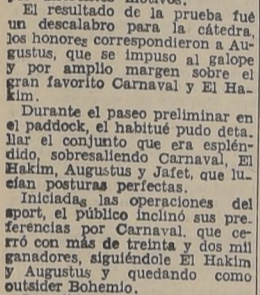 El resultado de la prueba fué
un descalabro para la cátedra,
los honores correspondieron a Au-
gustus, que se impuso al galope
y por amplio margen sobre el
gran favorito Carnaval y El Ha-
kim.
Durante el paseo preliminar en
el paddock, el habitué pudo deta-
llar el conjunto que era esplén-
dido, sobresaliendo Carnaval, El
Hakim, Augustus y Jafet, que lu-
cían posturas perfectas.
Iniciadas las operaciones del
sport, el público inclinó sus pre-
ferencias por Carnaval, que ce-
rró con más de treinta y dos mil
ganadores, siguiéndole El Hakim
y Augustus y quedando como
outsider Bohemio.